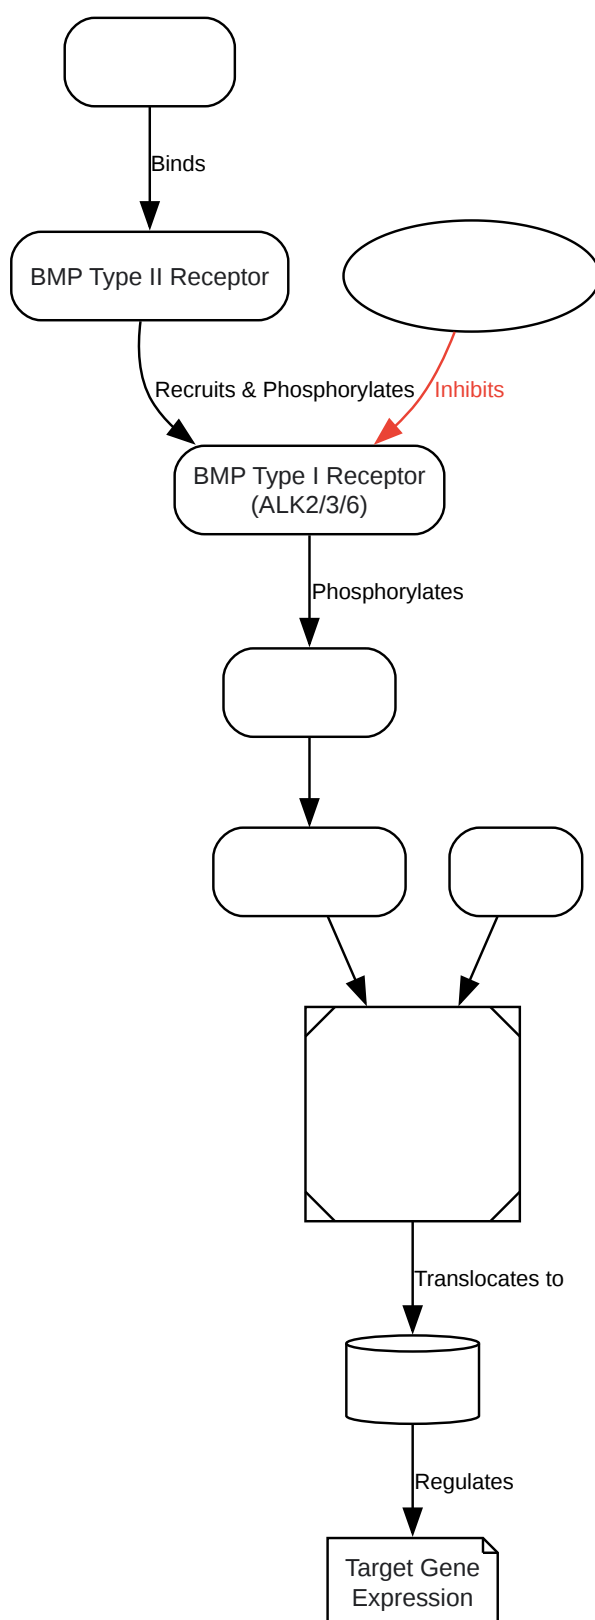 Binds
BMP Type II Receptor
Recruits & Phosphorylates
Inhibits
BMP Type I Receptor
(ALK2/3/6)
Phosphorylates
Translocates to
Regulates
Target Gene
Expression